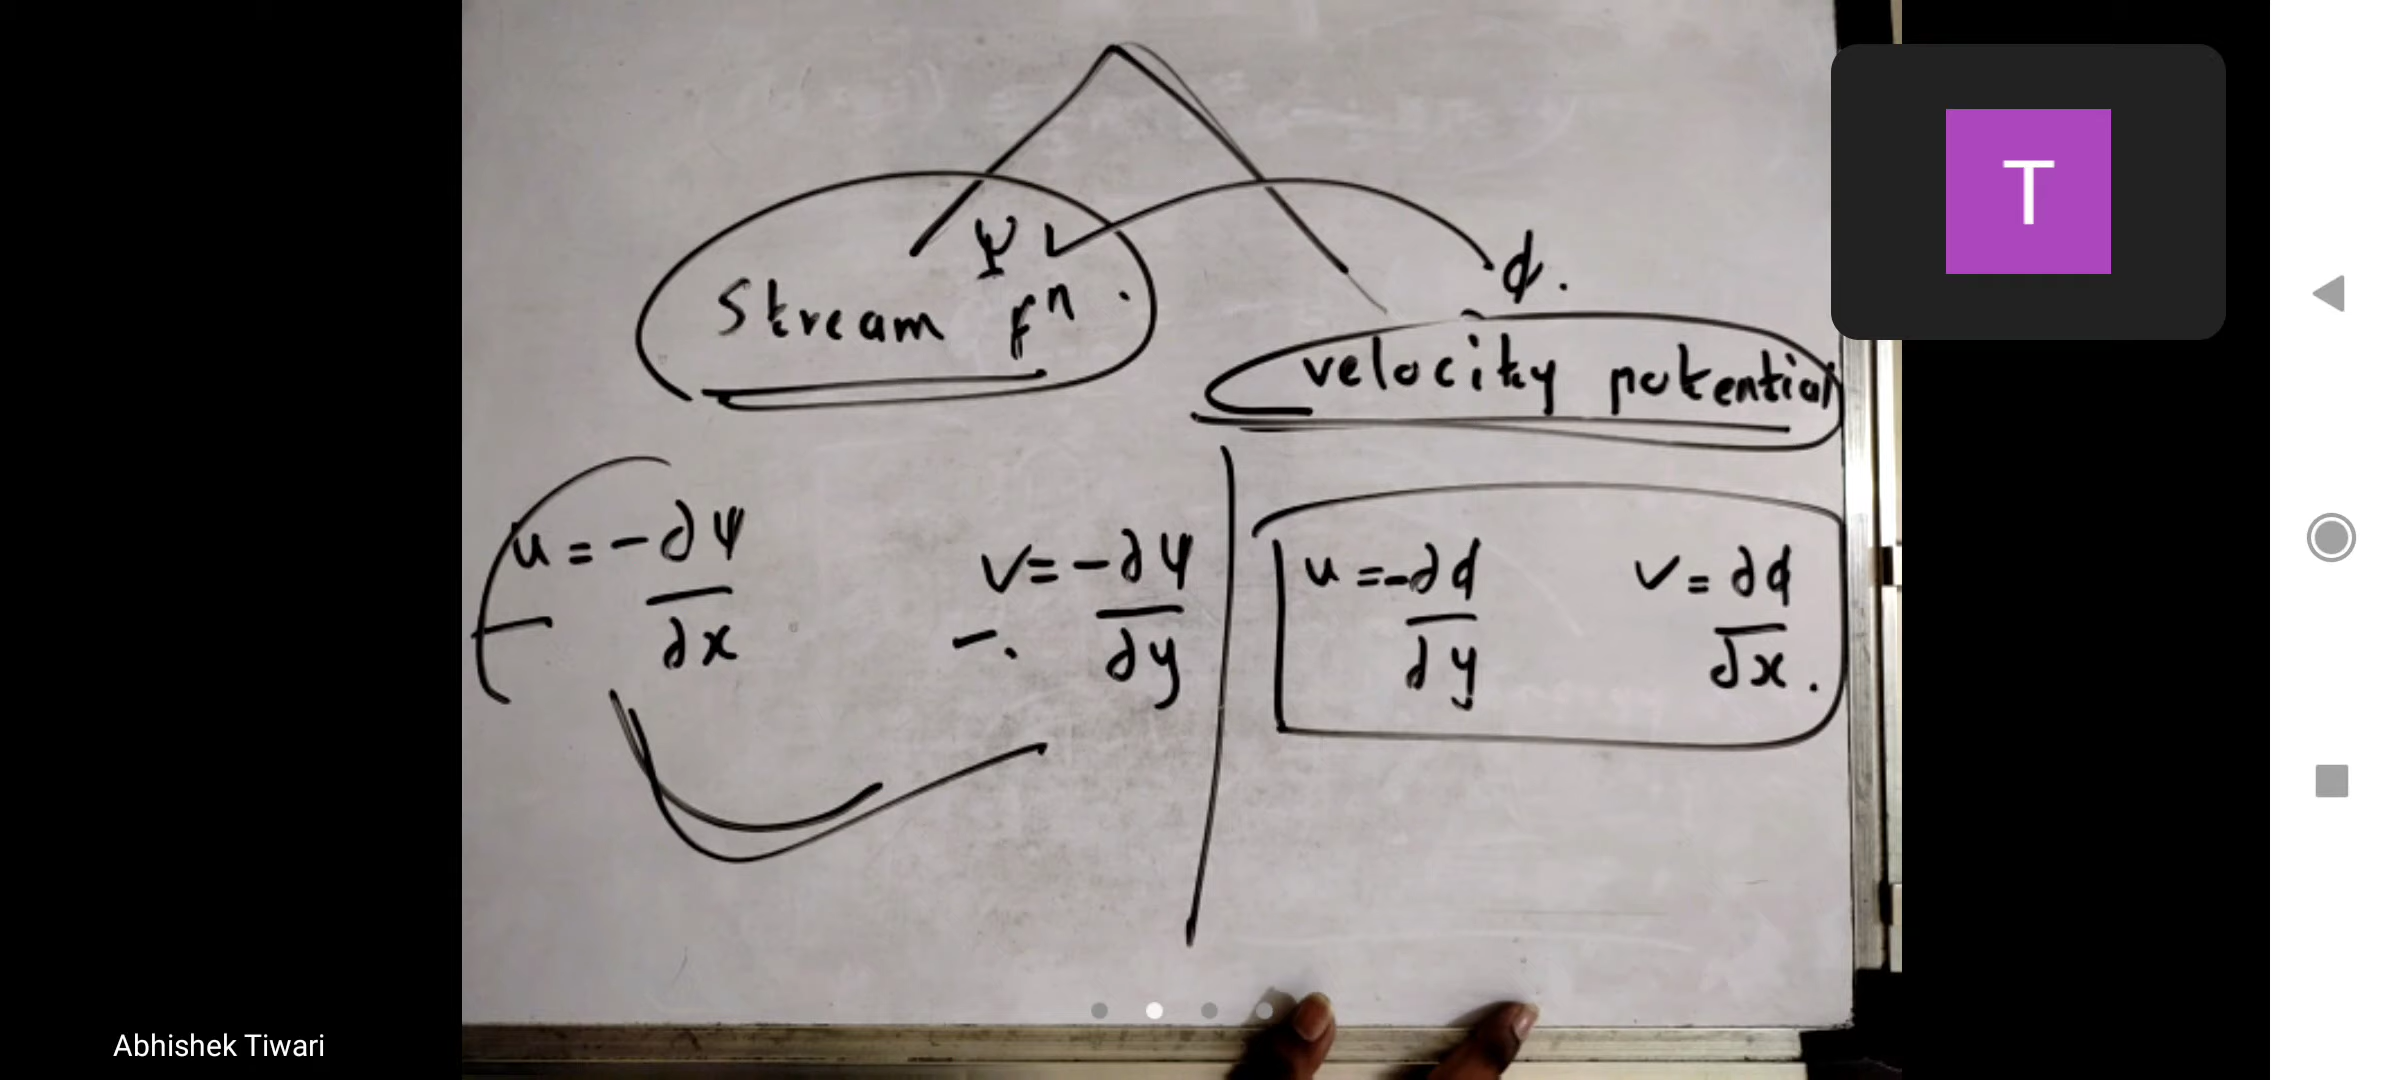 T
Ψ
φ.
Stream fⁿ.
velocity potential
u = -∂ψ/∂x
v = -∂ψ/∂y
u = -∂φ/∂y
v = ∂φ/∂x.
Abhishek Tiwari